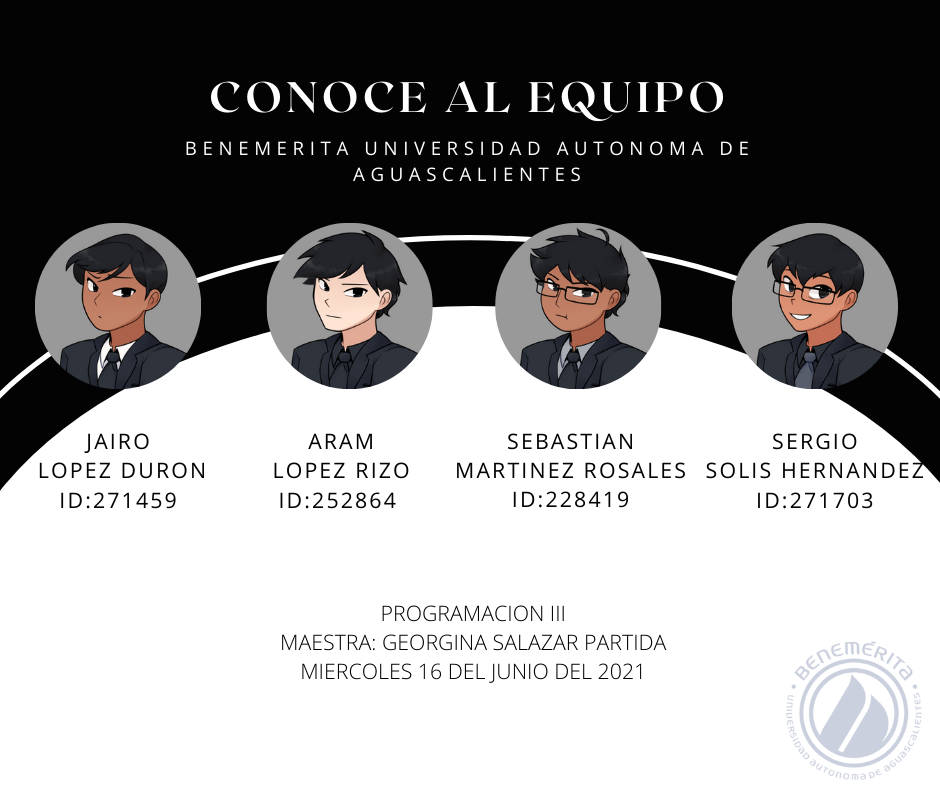 CONOCE AL EQUIPO
BENEMERITA UNIVERSIDAD AUTONOMA DE
AGUASCALIENTES
JAIRO
LOPEZ DURON
ID:271459
ARAM
LOPEZ RIZO
ID:252864
SEBASTIAN
MARTINEZ ROSALES
ID:228419
SERGIO
SOLIS HERNANDEZ
ID:271703
PROGRAMACION III
MAESTRA: GEORGINA SALAZAR PARTIDA
MIERCOLES 16 DEL JUNIO DEL 2021
BENEMÉRITA
UNIVERSIDAD AUTONOMA DE AGUASCALIENTES